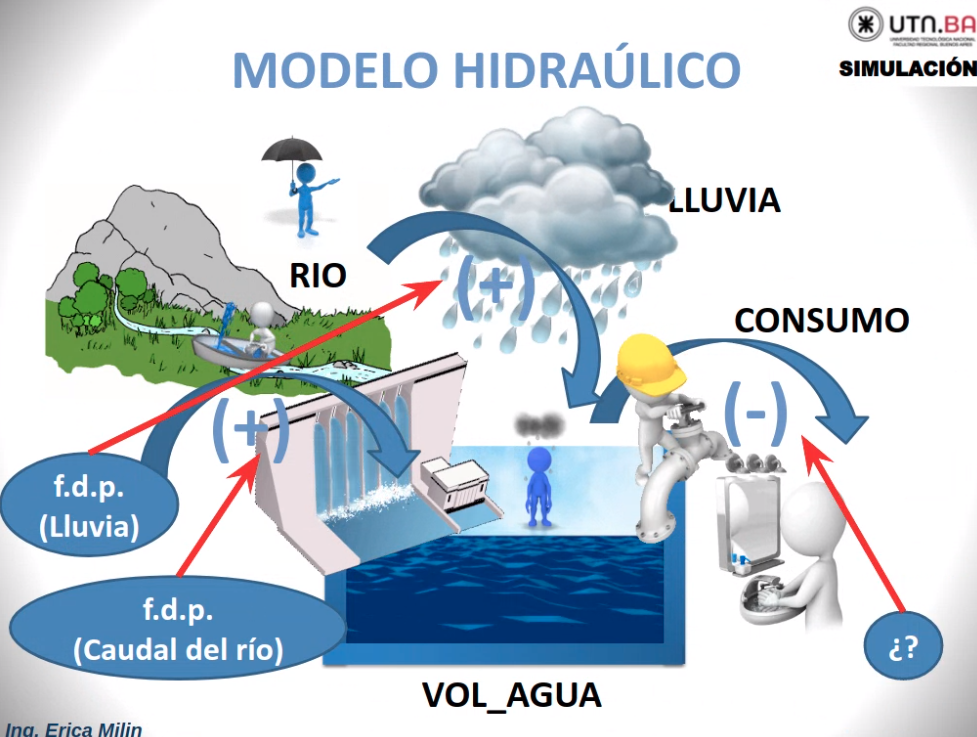 UTN.BA
UNIVERSIDAD TECNOLÓGICA NACIONAL
FACULTAD REGIONAL BUENOS AIRES
SIMULACIÓN
MODELO HIDRAÚLICO
LLUVIA
RIO
(+)
CONSUMO
(+)
(-)
f.d.p.
(Lluvia)
f.d.p.
(Caudal del río)
¿?
VOL_AGUA
Ing. Erica Milin